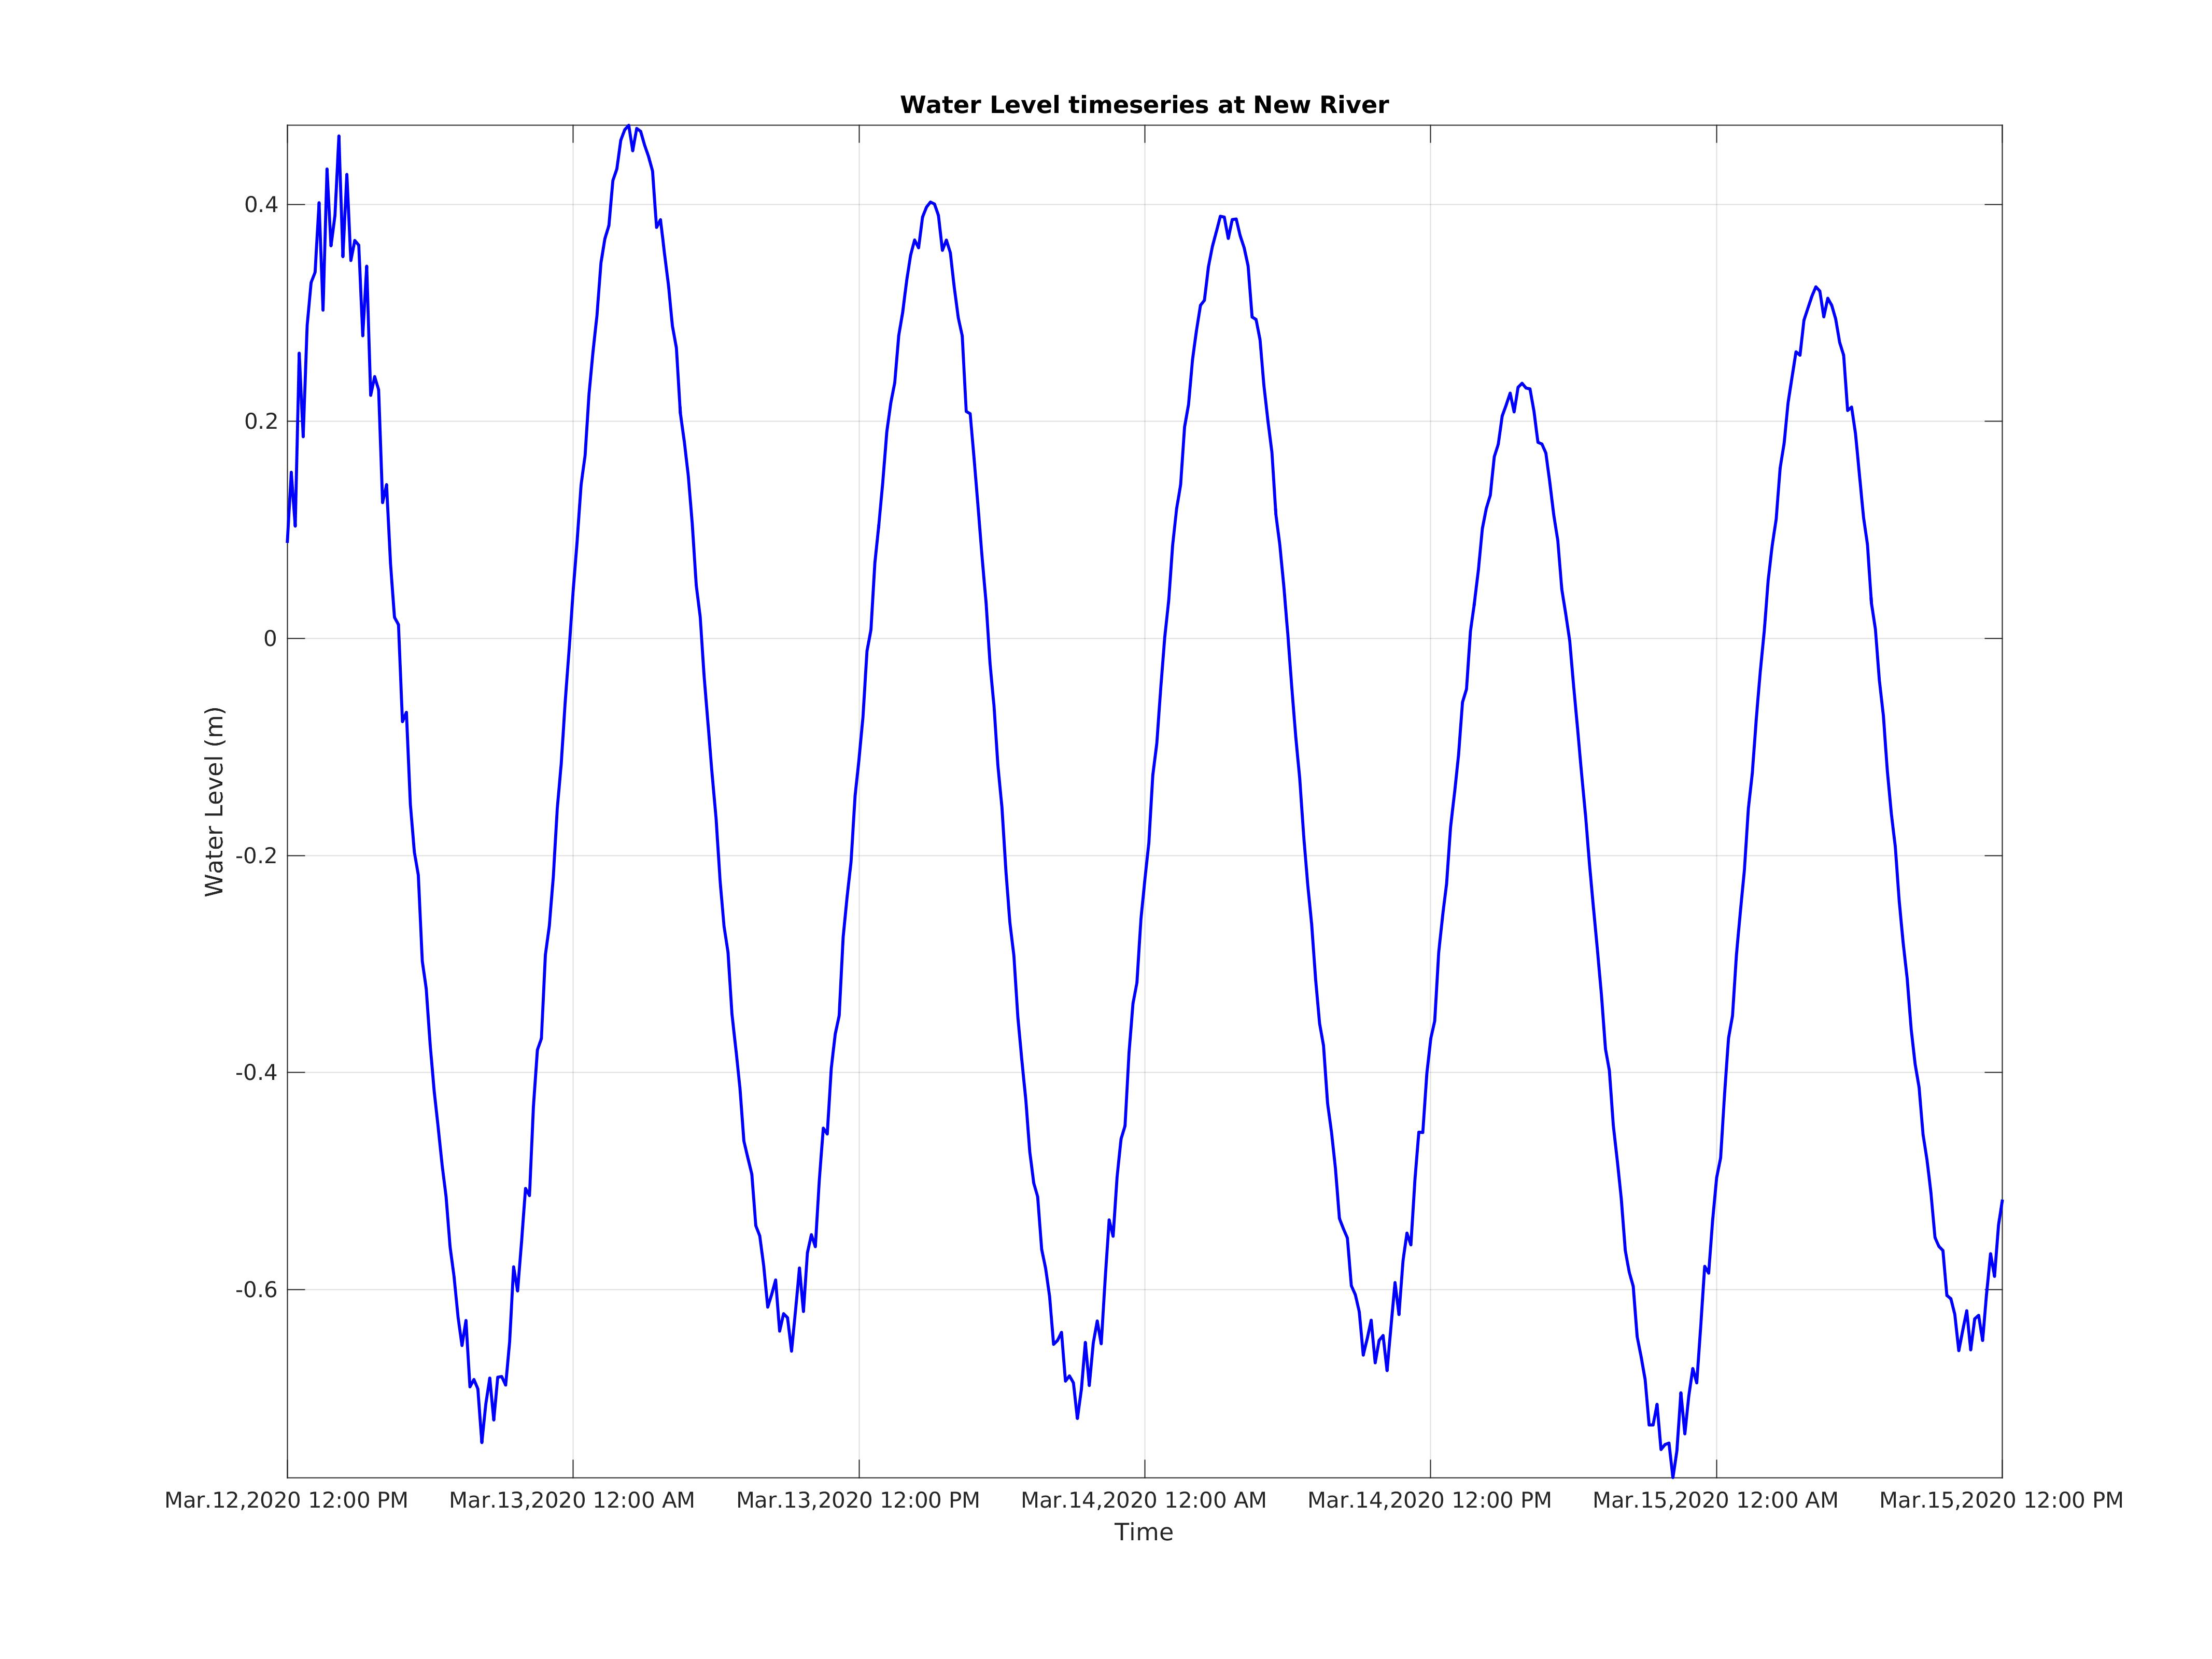 Water Level timeseries at New River
0.4
0.2
0
-0.2
-0.4
-0.6
Water Level (m)
Mar.12,2020 12:00 PM Mar.13,2020 12:00 AM Mar.13,2020 12:00 PM Mar.14,2020 12:00 AM Mar.14,2020 12:00 PM Mar.15,2020 12:00 AM Mar.15,2020 12:00 PM
Time